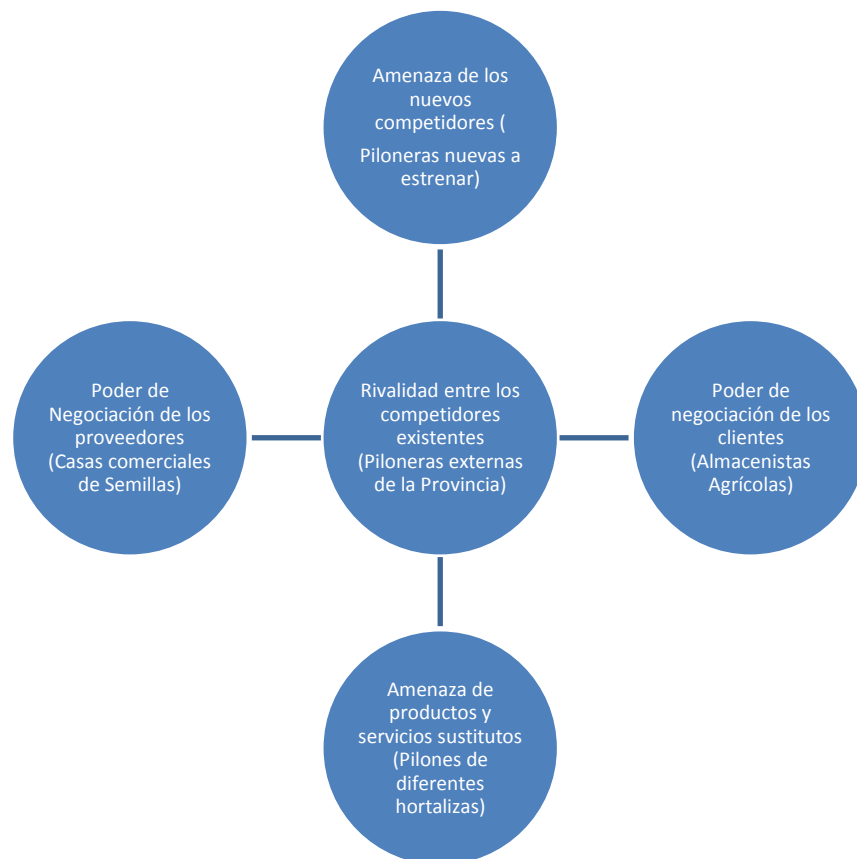 Amenaza de los
nuevos
competidores (
Piloneras nuevas a
estrenar)
Poder de
Negociación de los
proveedores
(Casas comerciales
de Semillas)
Rivalidad entre los
competidores
existentes
(Piloneras externas
de la Provincia)
Poder de
negociación de los
clientes
(Almacenistas
Agrícolas)
Amenaza de
productos y
servicios sustitutos
(Pilones de
diferentes
hortalizas)